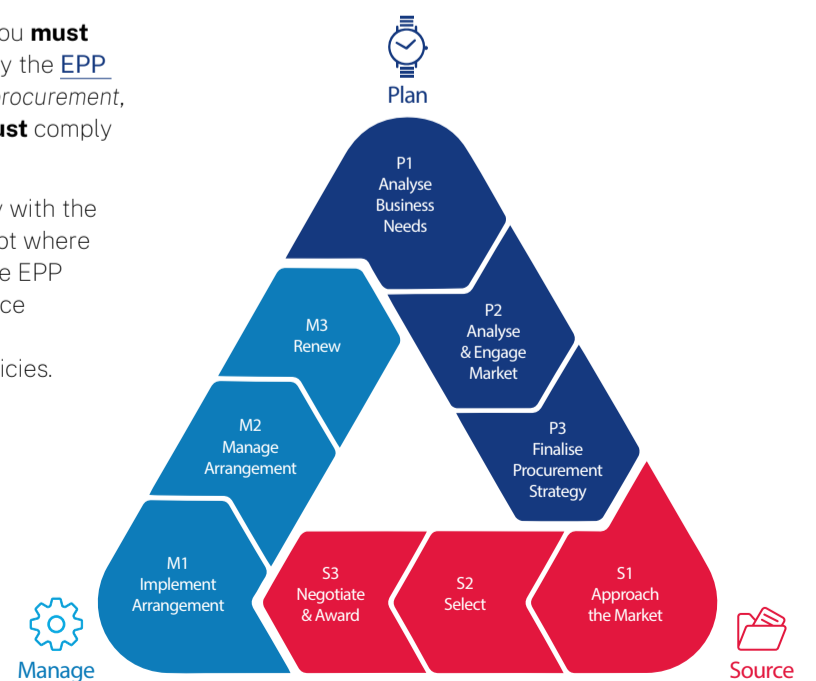 ou must
y the EPP
rocurement,
ust comply
y with the
ot where
e EPP
ce
icies.
Plan
P1
Analyse
Business
Needs
P2
Analyse
& Engage
Market
P3
Finalise
Procurement
Strategy
S1
Approach
the Market
S2
Select
S3
Negotiate
& Award
M1
Implement
Arrangement
M2
Manage
Arrangement
M3
Renew
Manage
Source